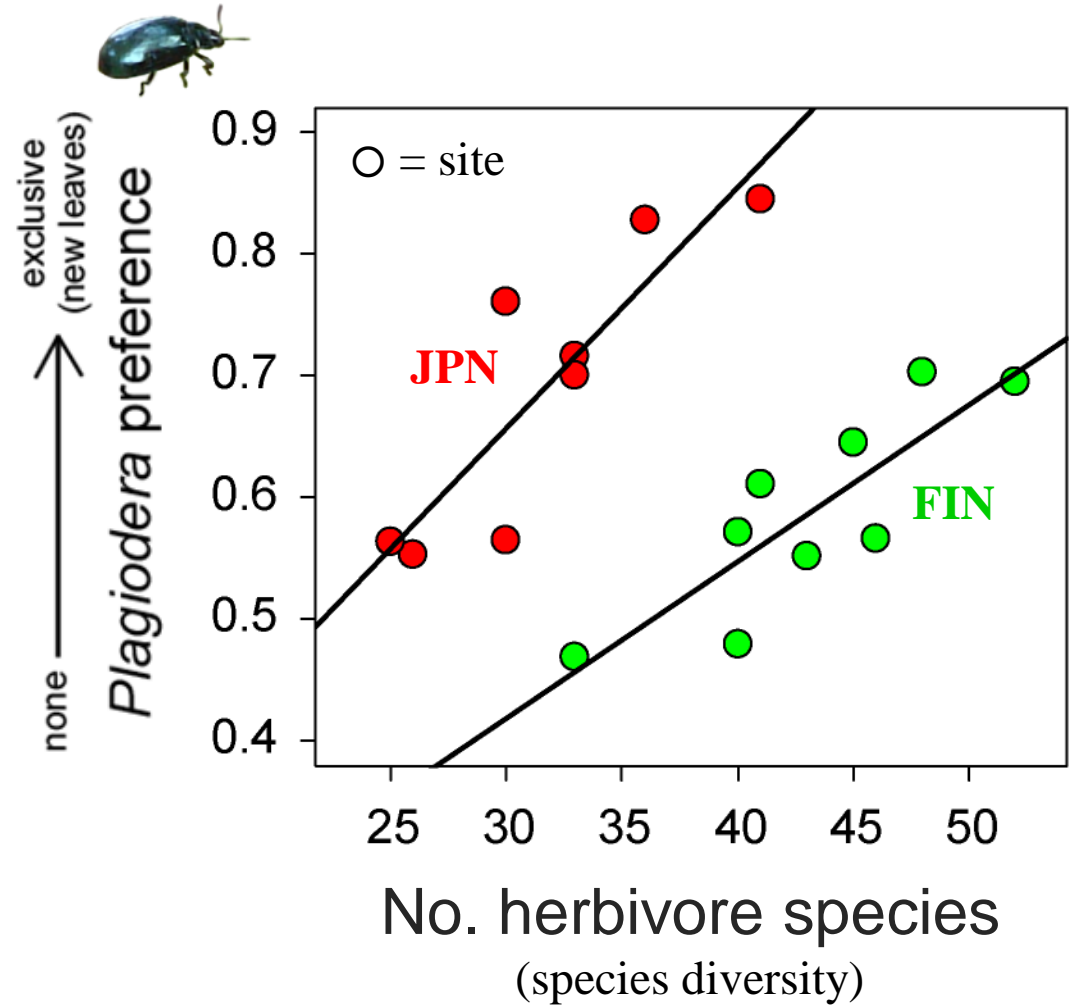 exclusive
(new leaves)
none
Plagiodera preference
0.9
0.8
0.7
0.6
0.5
0.4
= site
JPN
FIN
25 30 35 40 45 50
No. herbivore species
(species diversity)